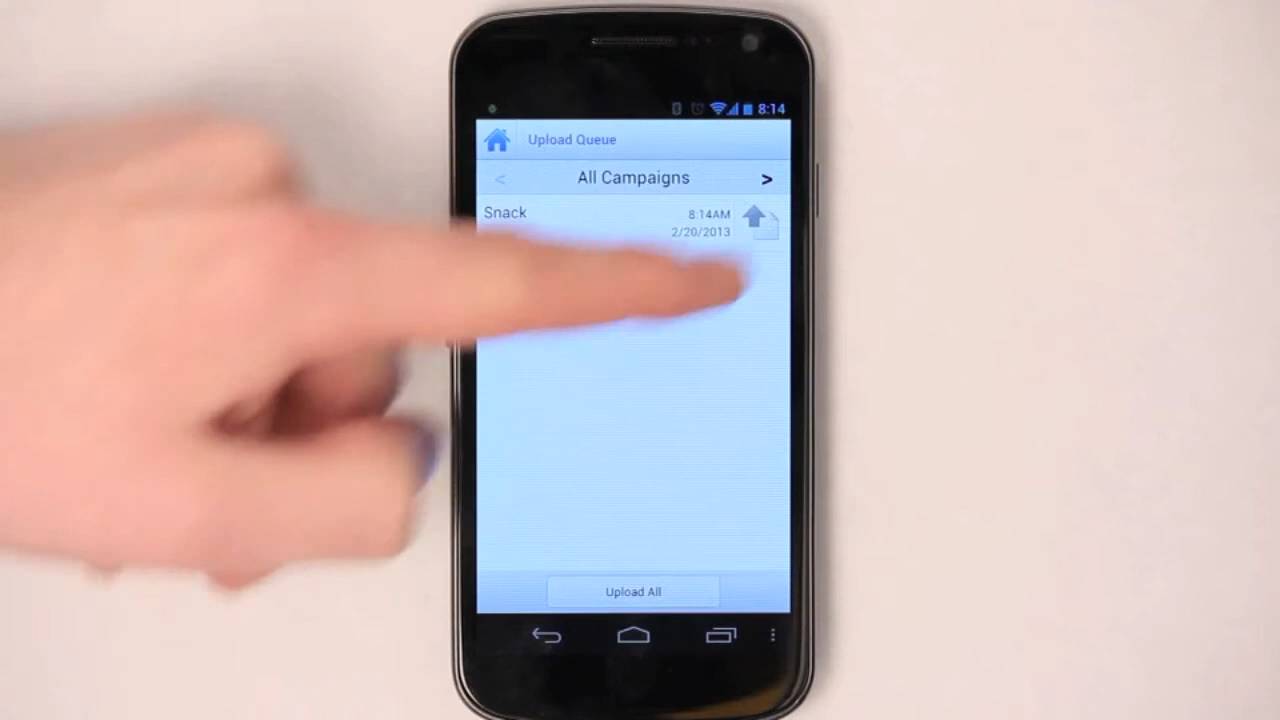 8:14
Upload Queue
< All Campaigns >
Snack 8:14AM
2/20/2013
Upload All